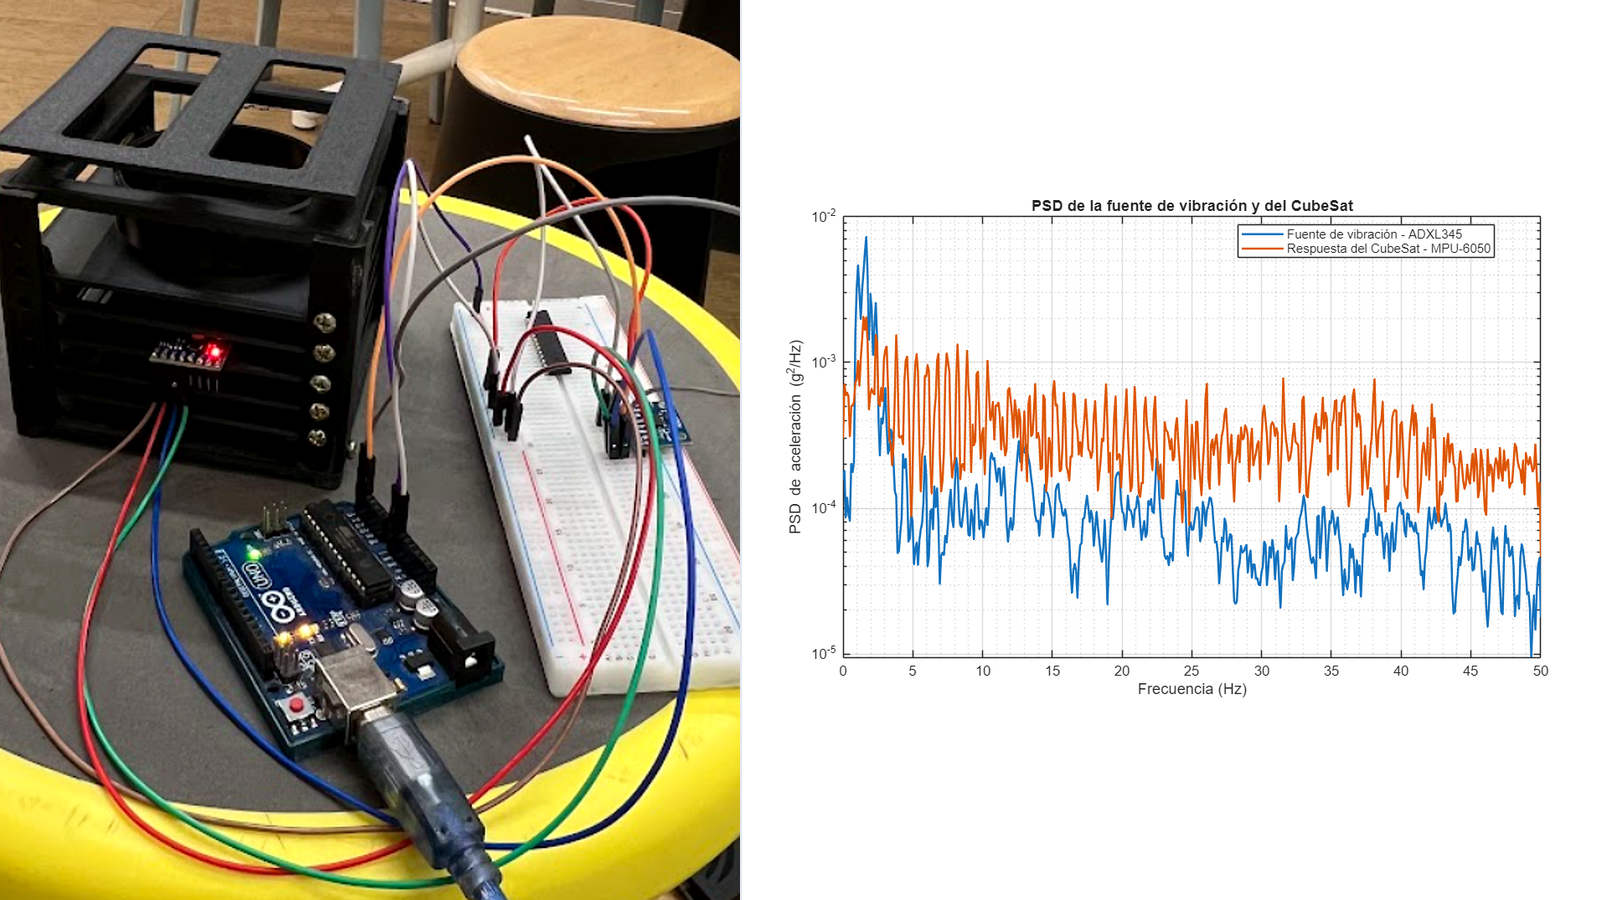 UNO
ARDUINO
PSD de la fuente de vibración y del CubeSat
Fuente de vibración - ADXL345
Respuesta del CubeSat - MPU-6050
10-2
10-3
10-4
10-5
PSD de aceleración (g2/Hz)
0 5 10 15 20 25 30 35 40 45 50
Frecuencia (Hz)